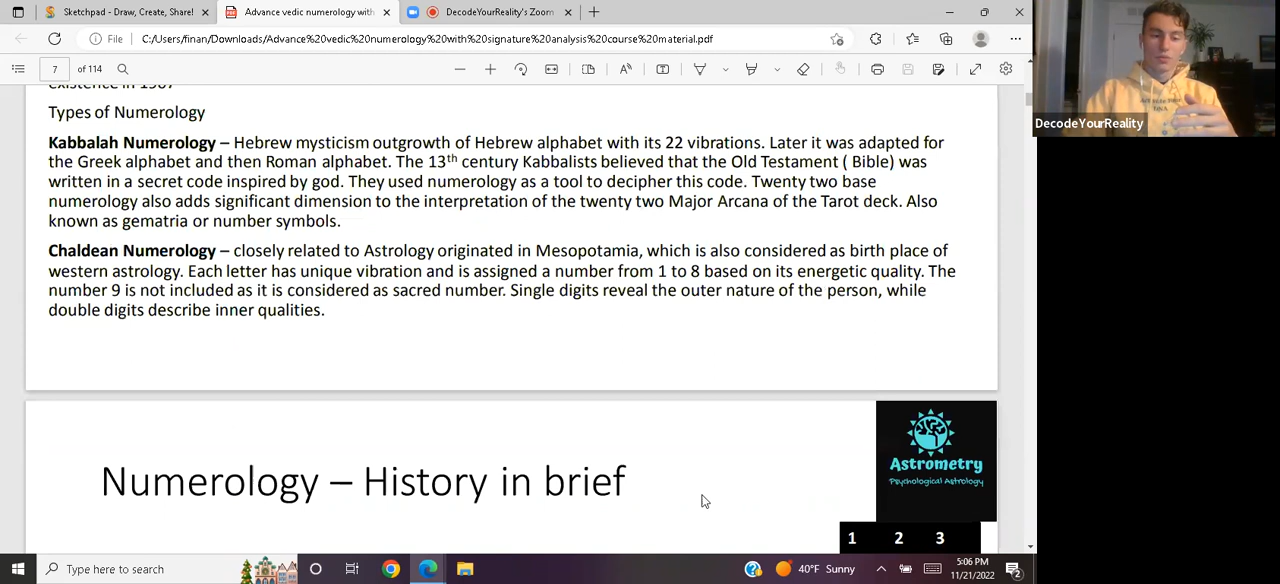 Sketchpad - Draw, Create, Share!
Advance vedic numerology with
DecodeYourReality's Zoom
File
C:/Users/finan/Downloads/Advance%20vedic%20numerology%20with%20signature%20analysis%20course%20material.pdf
7 of 114
existence in 1907
Types of Numerology
Kabbalah Numerology – Hebrew mysticism outgrowth of Hebrew alphabet with its 22 vibrations. Later it was adapted for
the Greek alphabet and then Roman alphabet. The 13th century Kabbalists believed that the Old Testament ( Bible) was
written in a secret code inspired by god. They used numerology as a tool to decipher this code. Twenty two base
numerology also adds significant dimension to the interpretation of the twenty two Major Arcana of the Tarot deck. Also
known as gematria or number symbols.
Chaldean Numerology – closely related to Astrology originated in Mesopotamia, which is also considered as birth place of
western astrology. Each letter has unique vibration and is assigned a number from 1 to 8 based on its energetic quality. The
number 9 is not included as it is considered as sacred number. Single digits reveal the outer nature of the person, while
double digits describe inner qualities.
Numerology – History in brief
Astrometry
Psychological Astrology
1 2 3
DecodeYourReality
Type here to search
40°F Sunny
5:06 PM
11/21/2022
2